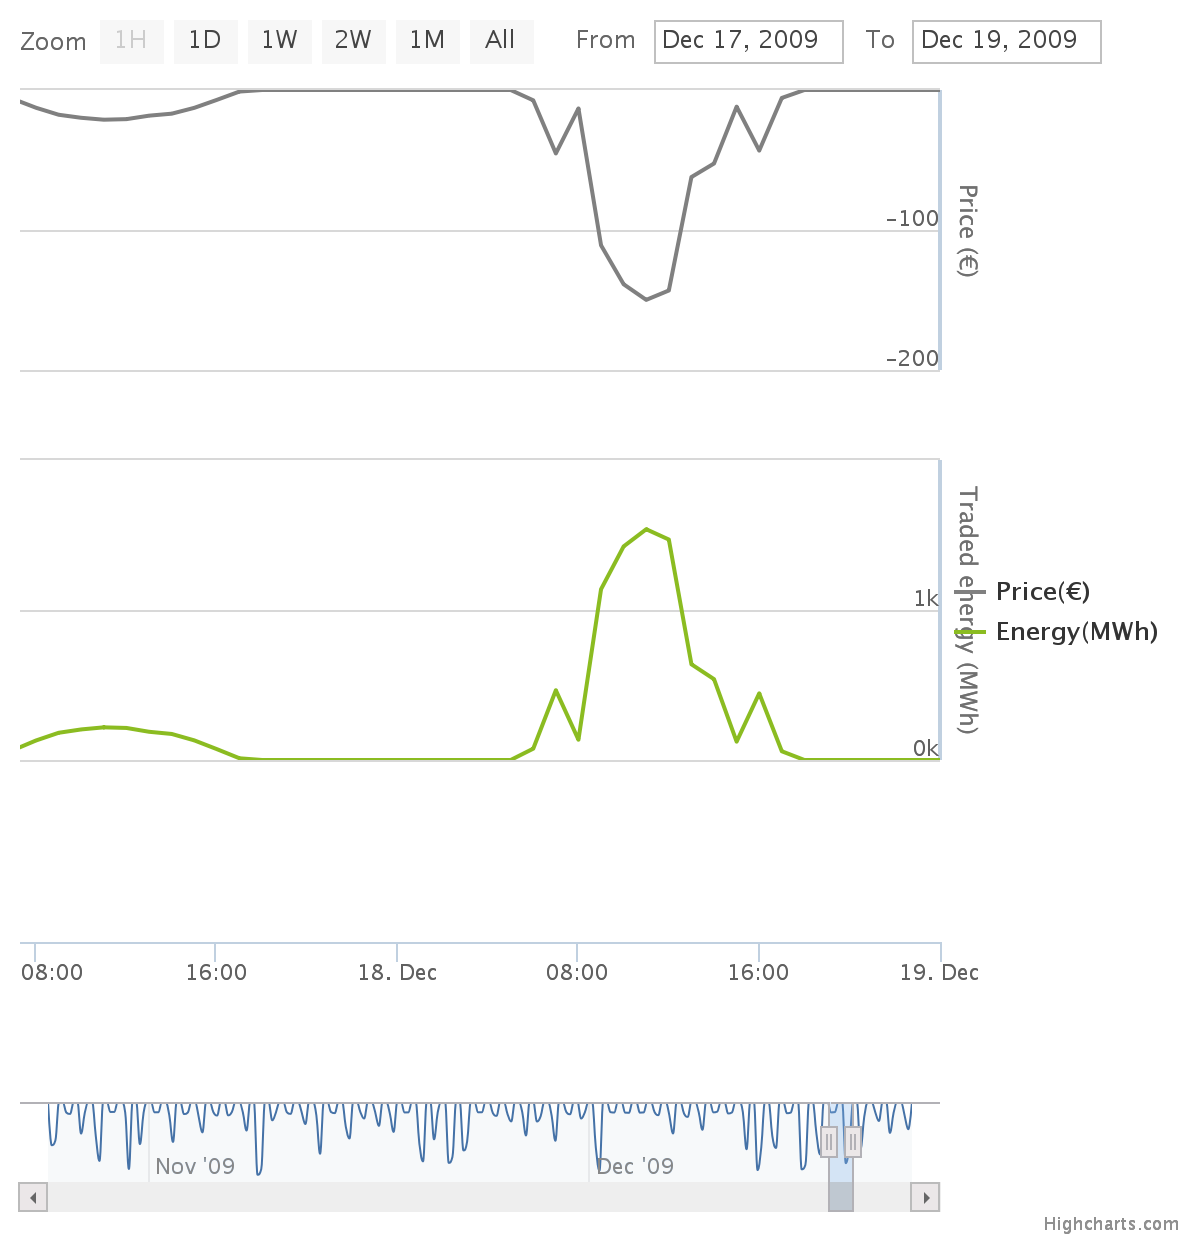 Zoom 1H 1D 1W 2W 1M All From Dec 17, 2009 To Dec 19, 2009
Price (€)
−100
−200
Traded energy (MWh)
1k
0k
Price(€)
Energy(MWh)
08:00 16:00 18. Dec 08:00 16:00 19. Dec
Nov '09 Dec '09
Highcharts.com